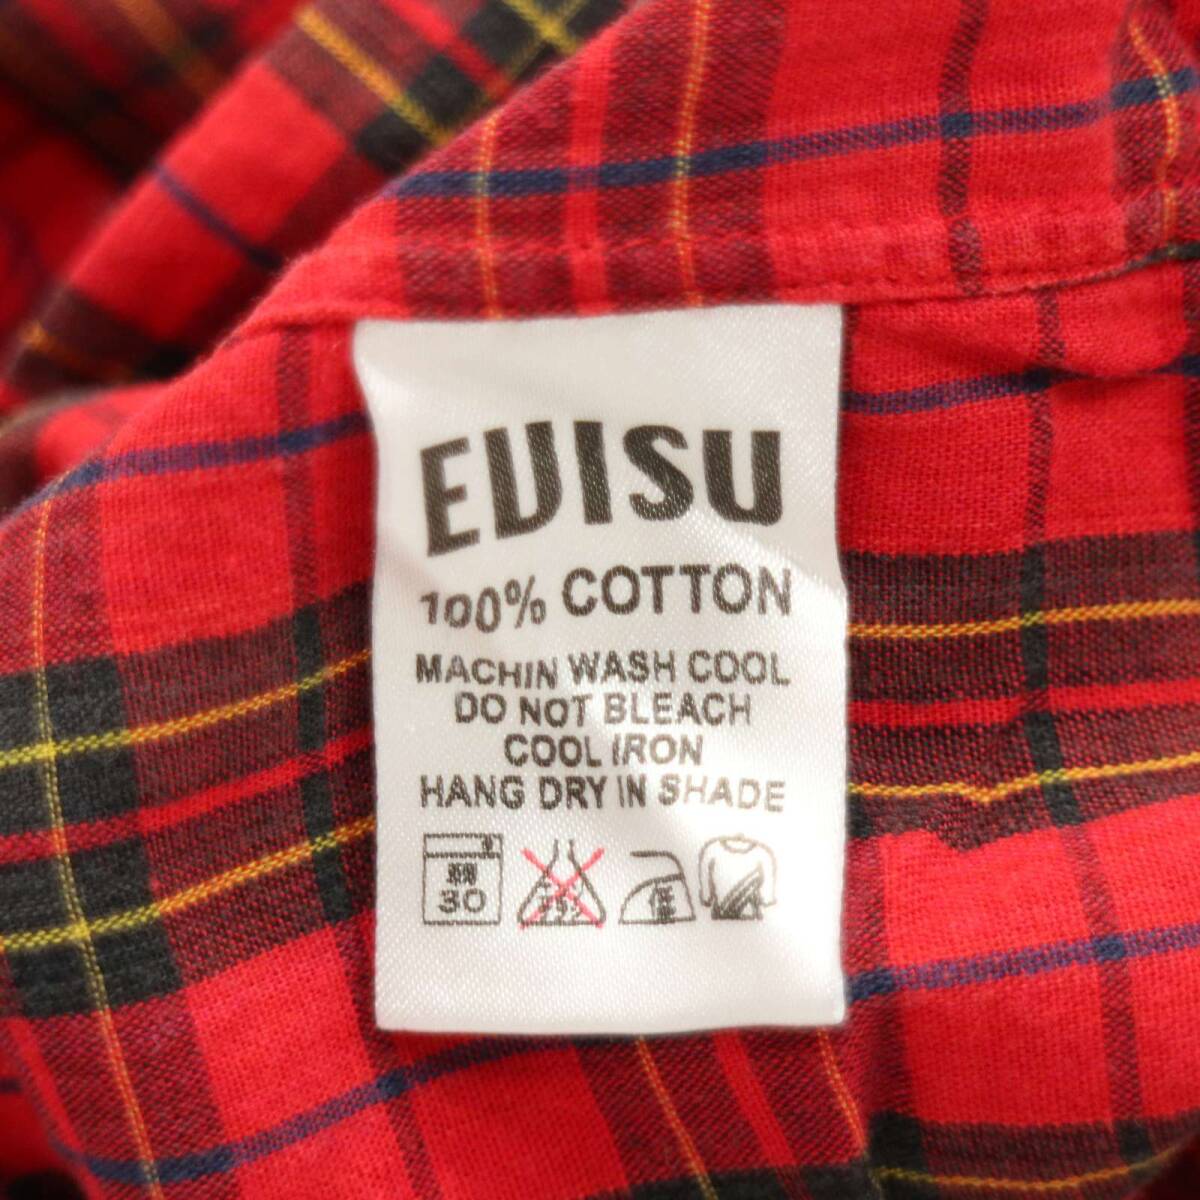 EVISU
100% COTTON
MACHIN WASH COOL
DO NOT BLEACH
COOL IRON
HANG DRY IN SHADE
30